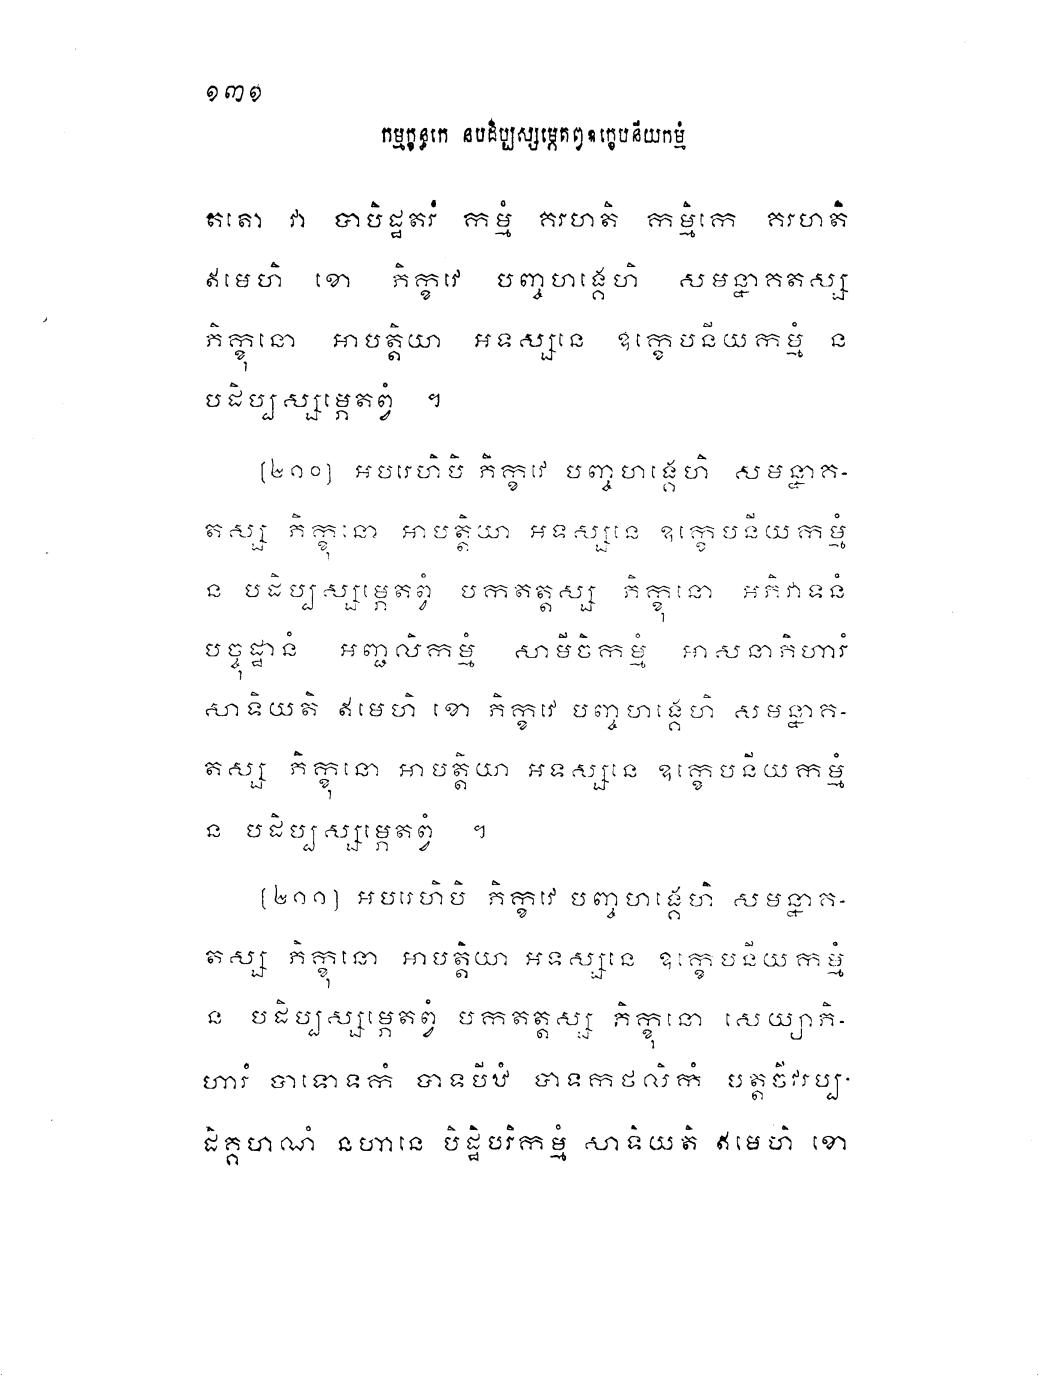 ១៣១
កម្មក្ខន្ធកេ នបដិប្បស្សម្ភេតព្វឧក្ខេបនីយកម្មំ
តតោ វា បាបិដ្ឋតរំ កម្មំ គរហតិ កម្មិកេ គរហតិ
ឥមេហិ ខោ ភិក្ខវេ បញ្ចហង្គេហិ សមន្នាគតស្ស
ភិក្ខុនោ អាបត្តិយា អទស្សនេ ឧក្ខេបនីយកម្មំ ន
បដិប្បស្សម្ភេតព្វំ ។
(២១០) អបរេហិបិ ភិក្ខវេ បញ្ចហង្គេហិ សមន្នាគ-
តស្ស ភិក្ខុនោ អាបត្តិយា អទស្សនេ ឧក្ខេបនីយកម្មំ
ន បដិប្បស្សម្ភេតព្វំ បកតត្តស្ស ភិក្ខុនោ អភិវាទនំ
បច្ចុដ្ឋានំ អញ្ជលិកម្មំ សាមីចិកម្មំ អាសនាភិហារំ
សាទិយតិ ឥមេហិ ខោ ភិក្ខវេ បញ្ចហង្គេហិ សមន្នាគ-
តស្ស ភិក្ខុនោ អាបត្តិយា អទស្សនេ ឧក្ខេបនីយកម្មំ
ន បដិប្បស្សម្ភេតព្វំ ។
(២១១) អបរេហិបិ ភិក្ខវេ បញ្ចហង្គេហិ សមន្នាគ-
តស្ស ភិក្ខុនោ អាបត្តិយា អទស្សនេ ឧក្ខេបនីយកម្មំ
ន បដិប្បស្សម្ភេតព្វំ បកតត្តស្ស ភិក្ខុនោ សេយ្យាភិ-
ហារំ បាទោទកំ បាទបីឋំ បាទកថលិកំ បត្តចីវរប្ប-
ដិគ្គហណំ នហានេ បិដ្ឋិបរិកម្មំ សាទិយតិ ឥមេហិ ខោ